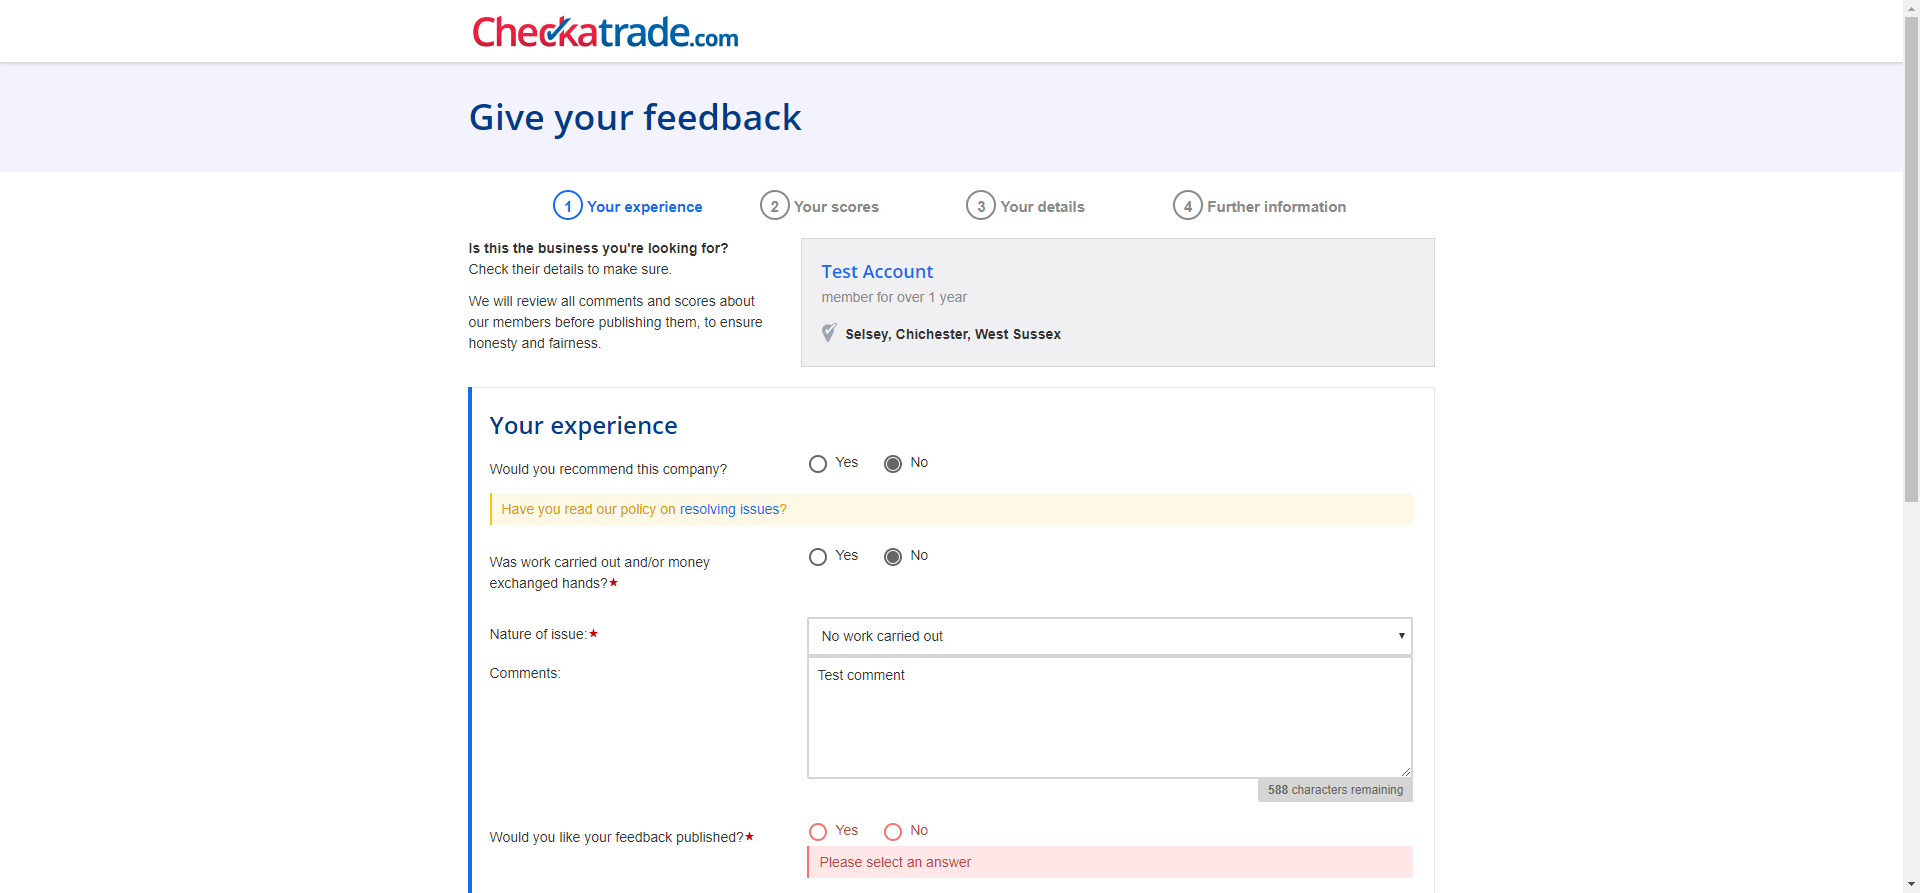 Checkatrade.com
Give your feedback
1 Your experience
2 Your scores
3 Your details
4 Further information
Is this the business you're looking for?
Check their details to make sure.
We will review all comments and scores about
our members before publishing them, to ensure
honesty and fairness.
Test Account
member for over 1 year
Selsey, Chichester, West Sussex
Your experience
Would you recommend this company?
Yes No
Have you read our policy on resolving issues?
Was work carried out and/or money
exchanged hands?★
Yes No
Nature of issue:★
No work carried out
Comments:
Test comment
588 characters remaining
Would you like your feedback published?★
Yes No
Please select an answer